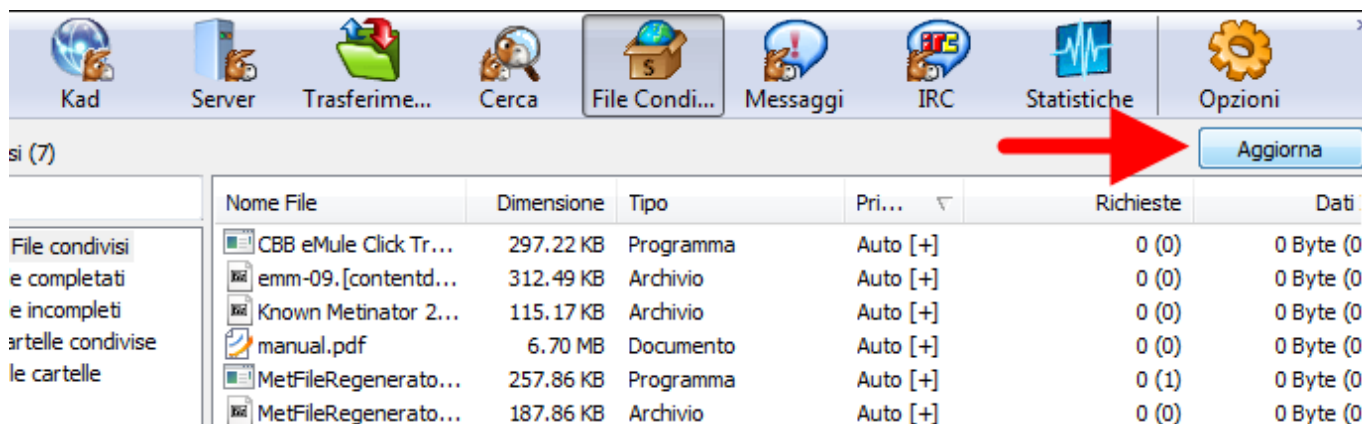 Kad Server Trasferime... Cerca File Condi... Messaggi IRC Statistiche Opzioni
si (7) Aggiorna
Nome File Dimensione Tipo Pri... Richieste Dati
File condivisi CBB eMule Click Tr... 297.22 KB Programma Auto [+] 0 (0) 0 Byte (0
e completati emm-09.[contentd... 312.49 KB Archivio Auto [+] 0 (0) 0 Byte (0
e incompleti Known Metinator 2... 115.17 KB Archivio Auto [+] 0 (0) 0 Byte (0
artelle condivise manual.pdf 6.70 MB Documento Auto [+] 0 (0) 0 Byte (0
le cartelle MetFileRegenerato... 257.86 KB Programma Auto [+] 0 (1) 0 Byte (0
MetFileRegenerato... 187.86 KB Archivio Auto [+] 0 (0) 0 Byte (0